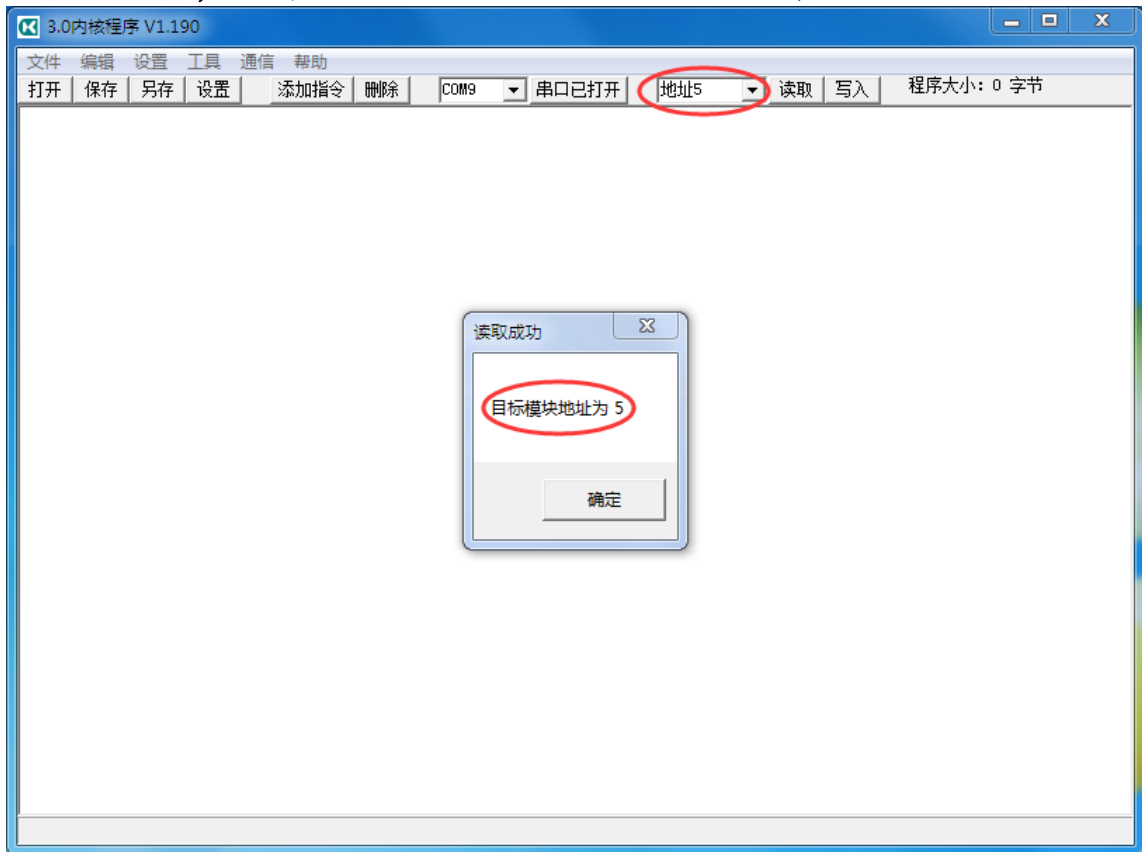 3.0内核程序 V1.190
文件 编辑 设置 工具 通信 帮助
打开 保存 另存 设置 添加指令 删除 COM9 串口已打开 地址5 读取 写入 程序大小: 0 字节
读取成功
目标模块地址为 5
确定